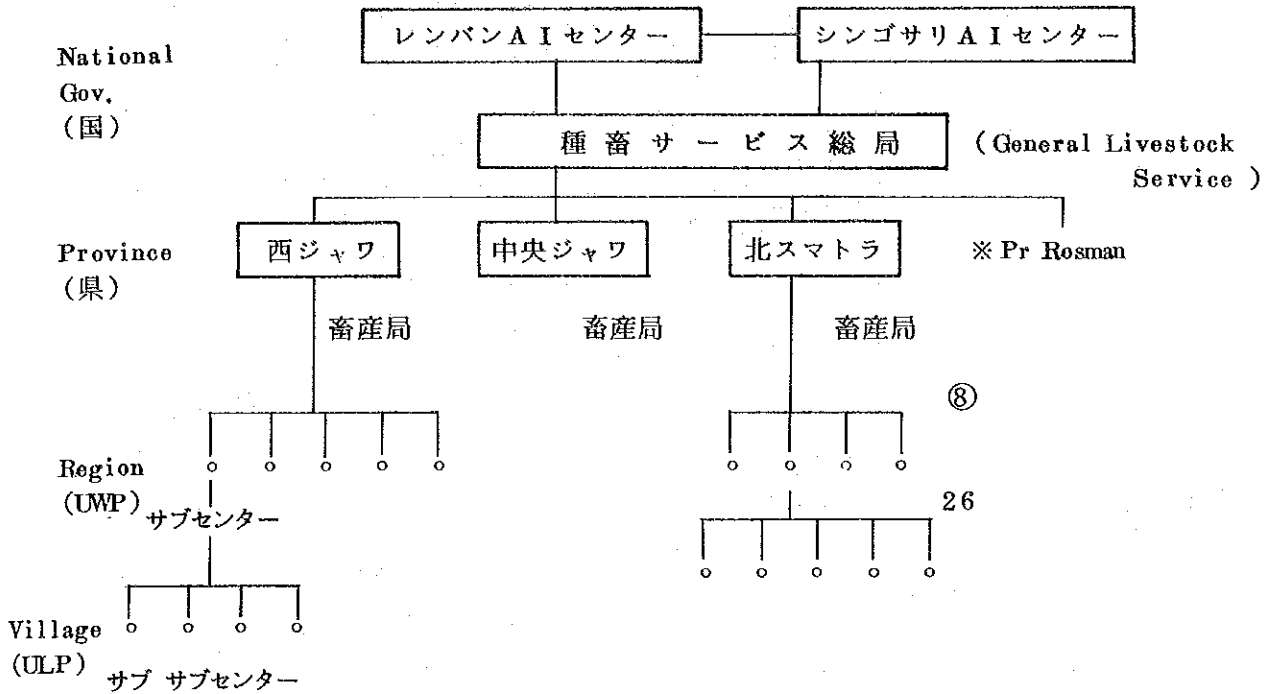 レンバンAIセンター
シンゴサリAIセンター
National
Gov.
(国)
種畜サービス総局
(General Livestock
Service )
Province
(県)
西ジャワ
中央ジャワ
北スマトラ
※ Pr Rosman
畜産局
畜産局
畜産局
⑧
Region
(UWP)
サブセンター
26
Village
(ULP)
サブ サブセンター